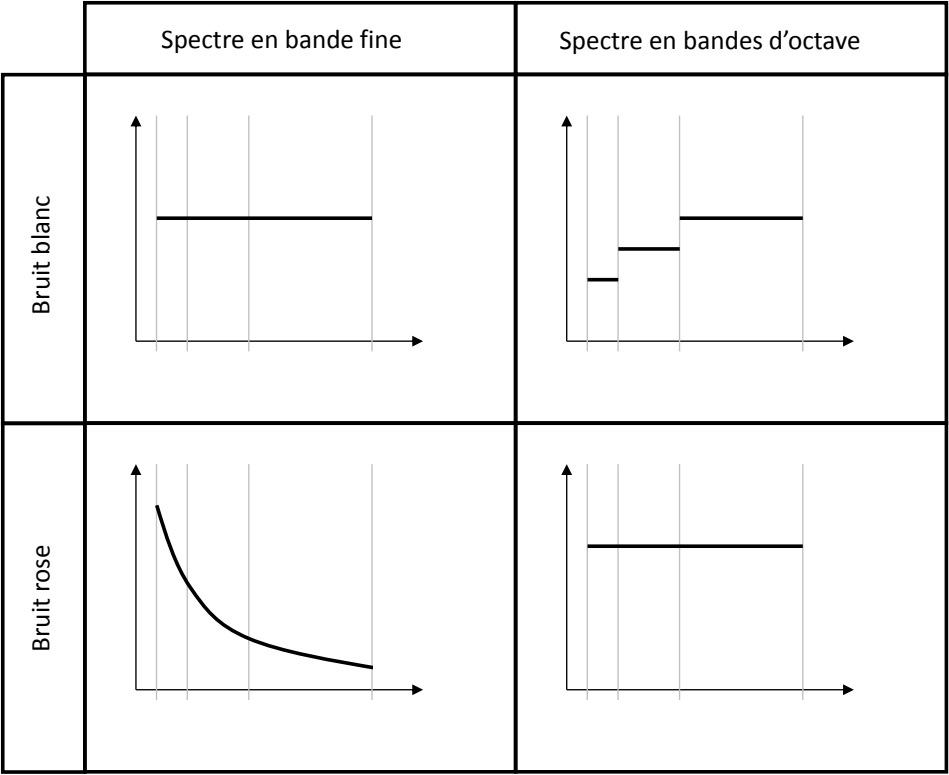 Spectre en bande fine
Spectre en bandes d’octave
Bruit blanc
Bruit rose